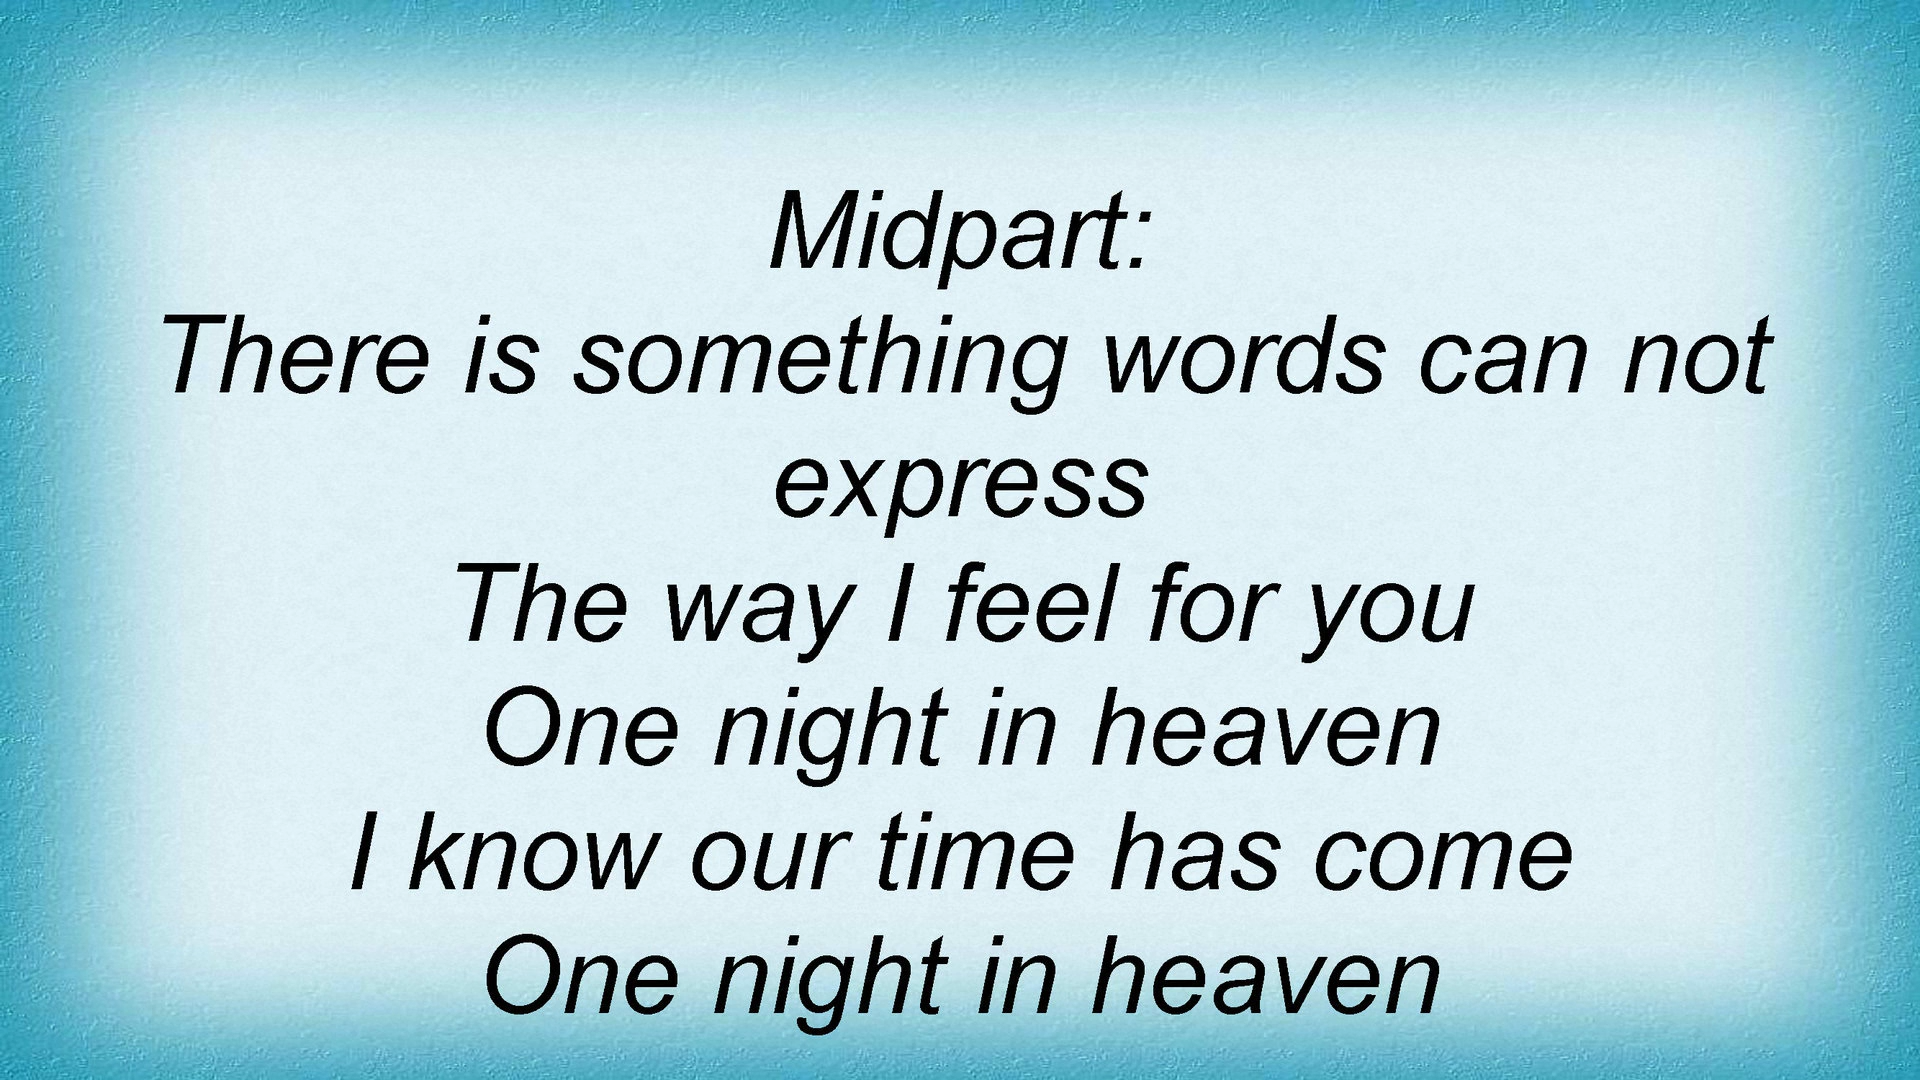 Midpart:
There is something words can not
express
The way I feel for you
One night in heaven
I know our time has come
One night in heaven